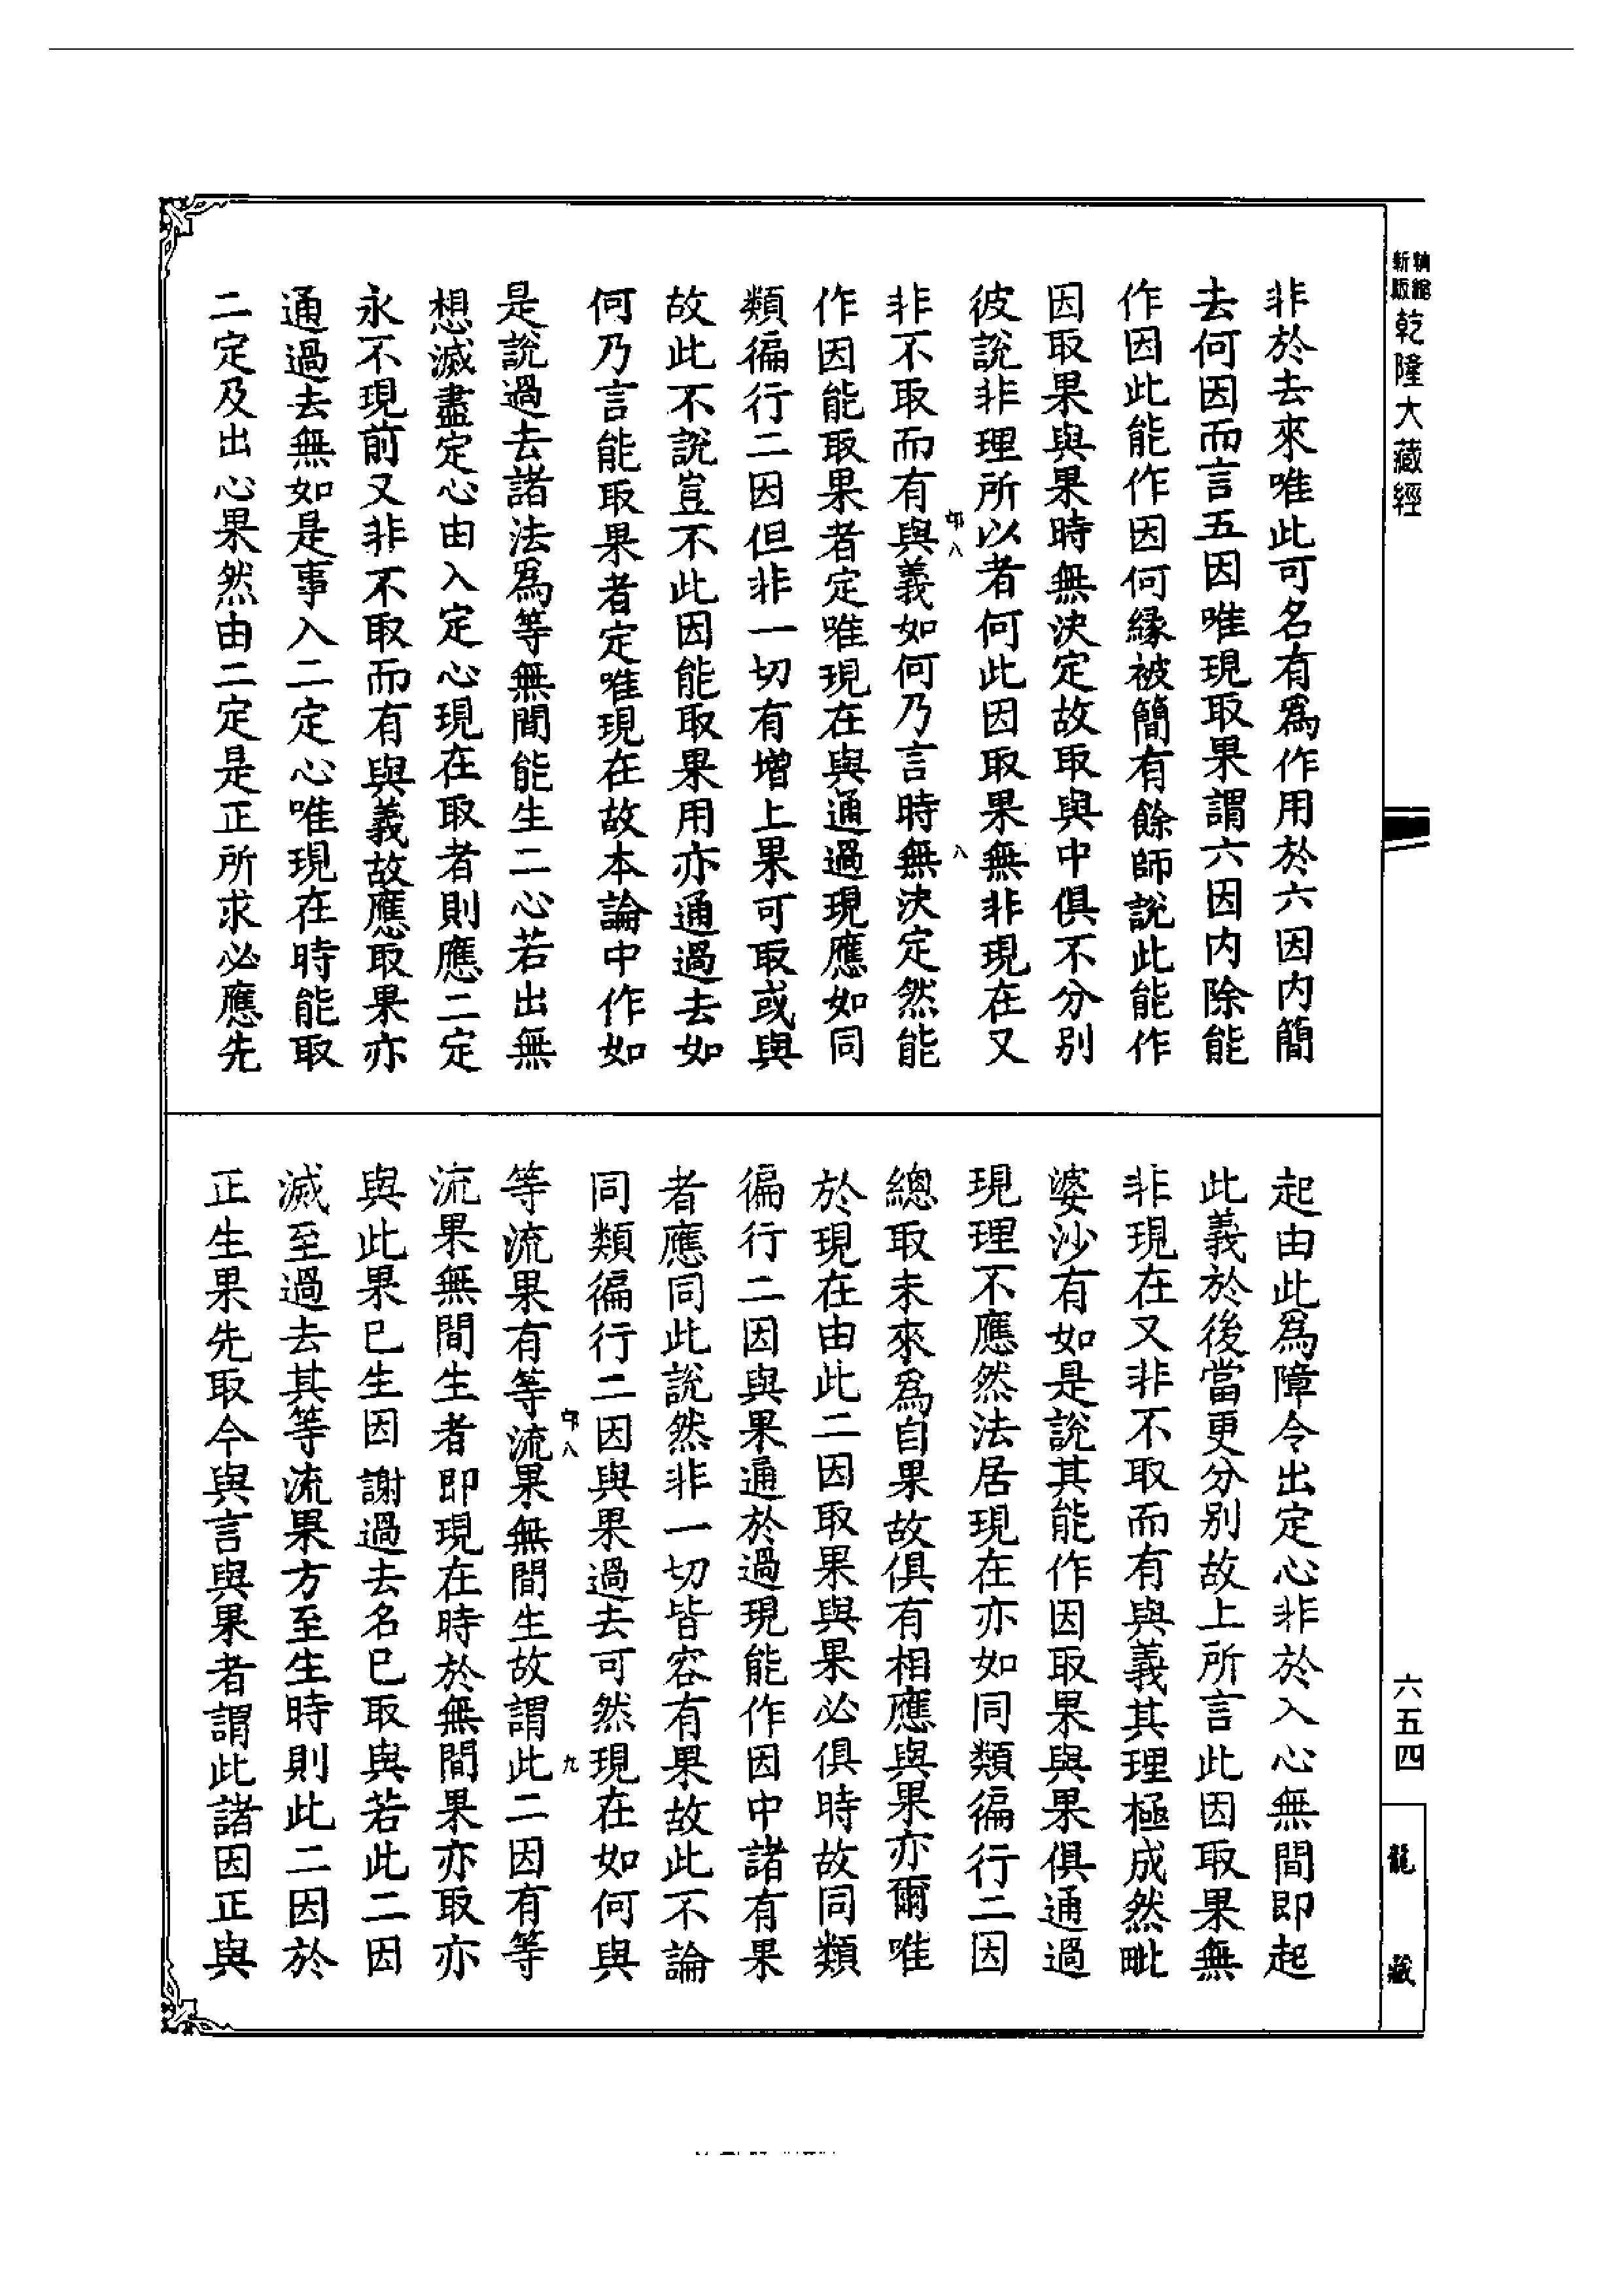 新版
乾隆大藏經
非於去來唯此可名有爲作用於六因內簡
去何因而言五因唯現取果謂六因內除能
作因此能作因何緣被簡有餘師說此能作
因取果與果時無決定故取與中俱不分別
彼說非理所以者何此因取果無非現在又
非不取而有與義如何乃言時無決定然能
作因能取果者定唯現在與通過現應如同
類徧行二因但非一切有增上果可取或與
故此不說豈不此因能取果用亦通過去如
何乃言能取果者定唯現在故本論中作如
是說過去諸法爲等無間能生二心若出無
想滅盡定心由入定心現在取者則應二定
永不現前又非不取而有與義故應取果亦
通過去無如是事入二定心唯現在時能取
二定及出心果然由二定是正所求必應先
起由此爲障令出定心非於入心無間即起
此義於後當更分別故上所言此因取果無
非現在又非不取而有與義其理極成然毗
婆沙有如是說其能作因取果與果俱通過
現理不應然法居現在亦如同類徧行二因
總取未來爲自果故俱有相應與果亦爾唯
於現在由此二因取果與果必俱時故同類
徧行二因與果通於過現能作因中諸有果
者應同此說然非一切皆容有果故此不論
同類徧行二因與果過去可然現在如何與
等流果有等流果無間生故謂此二因有等
流果無間生者即現在時於無間果亦取亦
與此果已生因謝過去名已取與若此二因
滅至過去其等流果方至生時則此二因於
正生果先取今與言與果者謂此諸因正與
八
八
八
九
六五四
龍藏